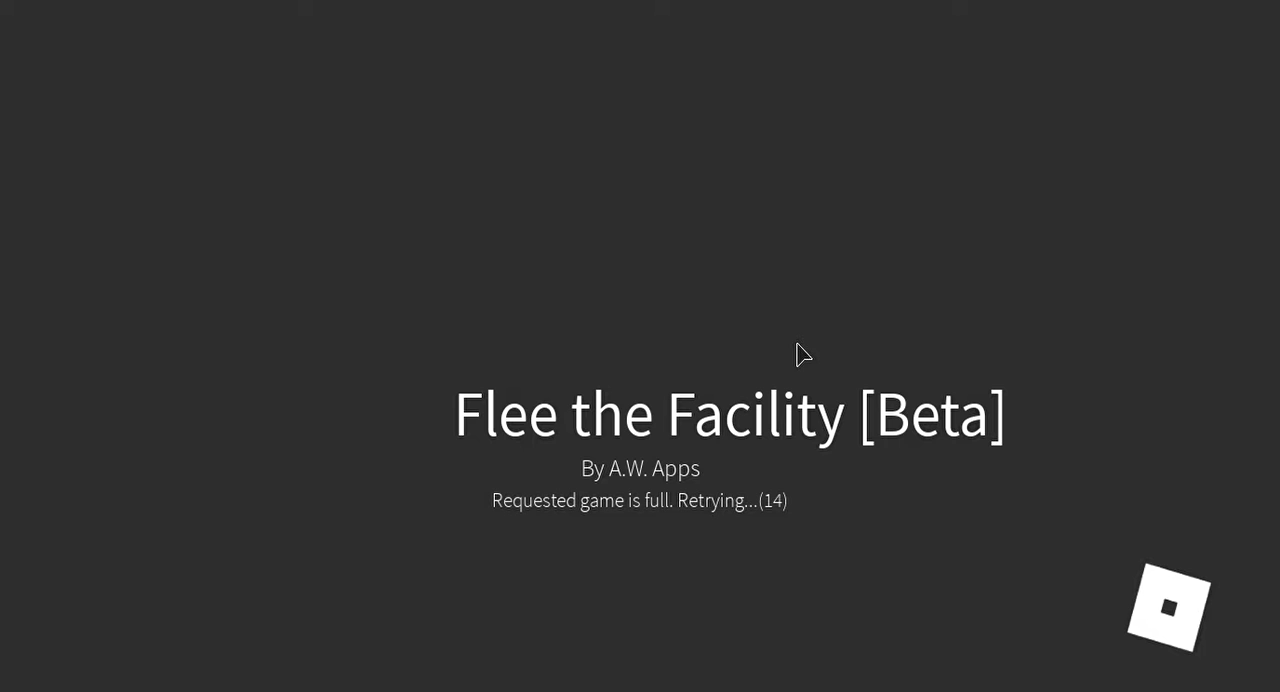 Flee the Facility [Beta]
By A.W. Apps
Requested game is full. Retrying...(14)